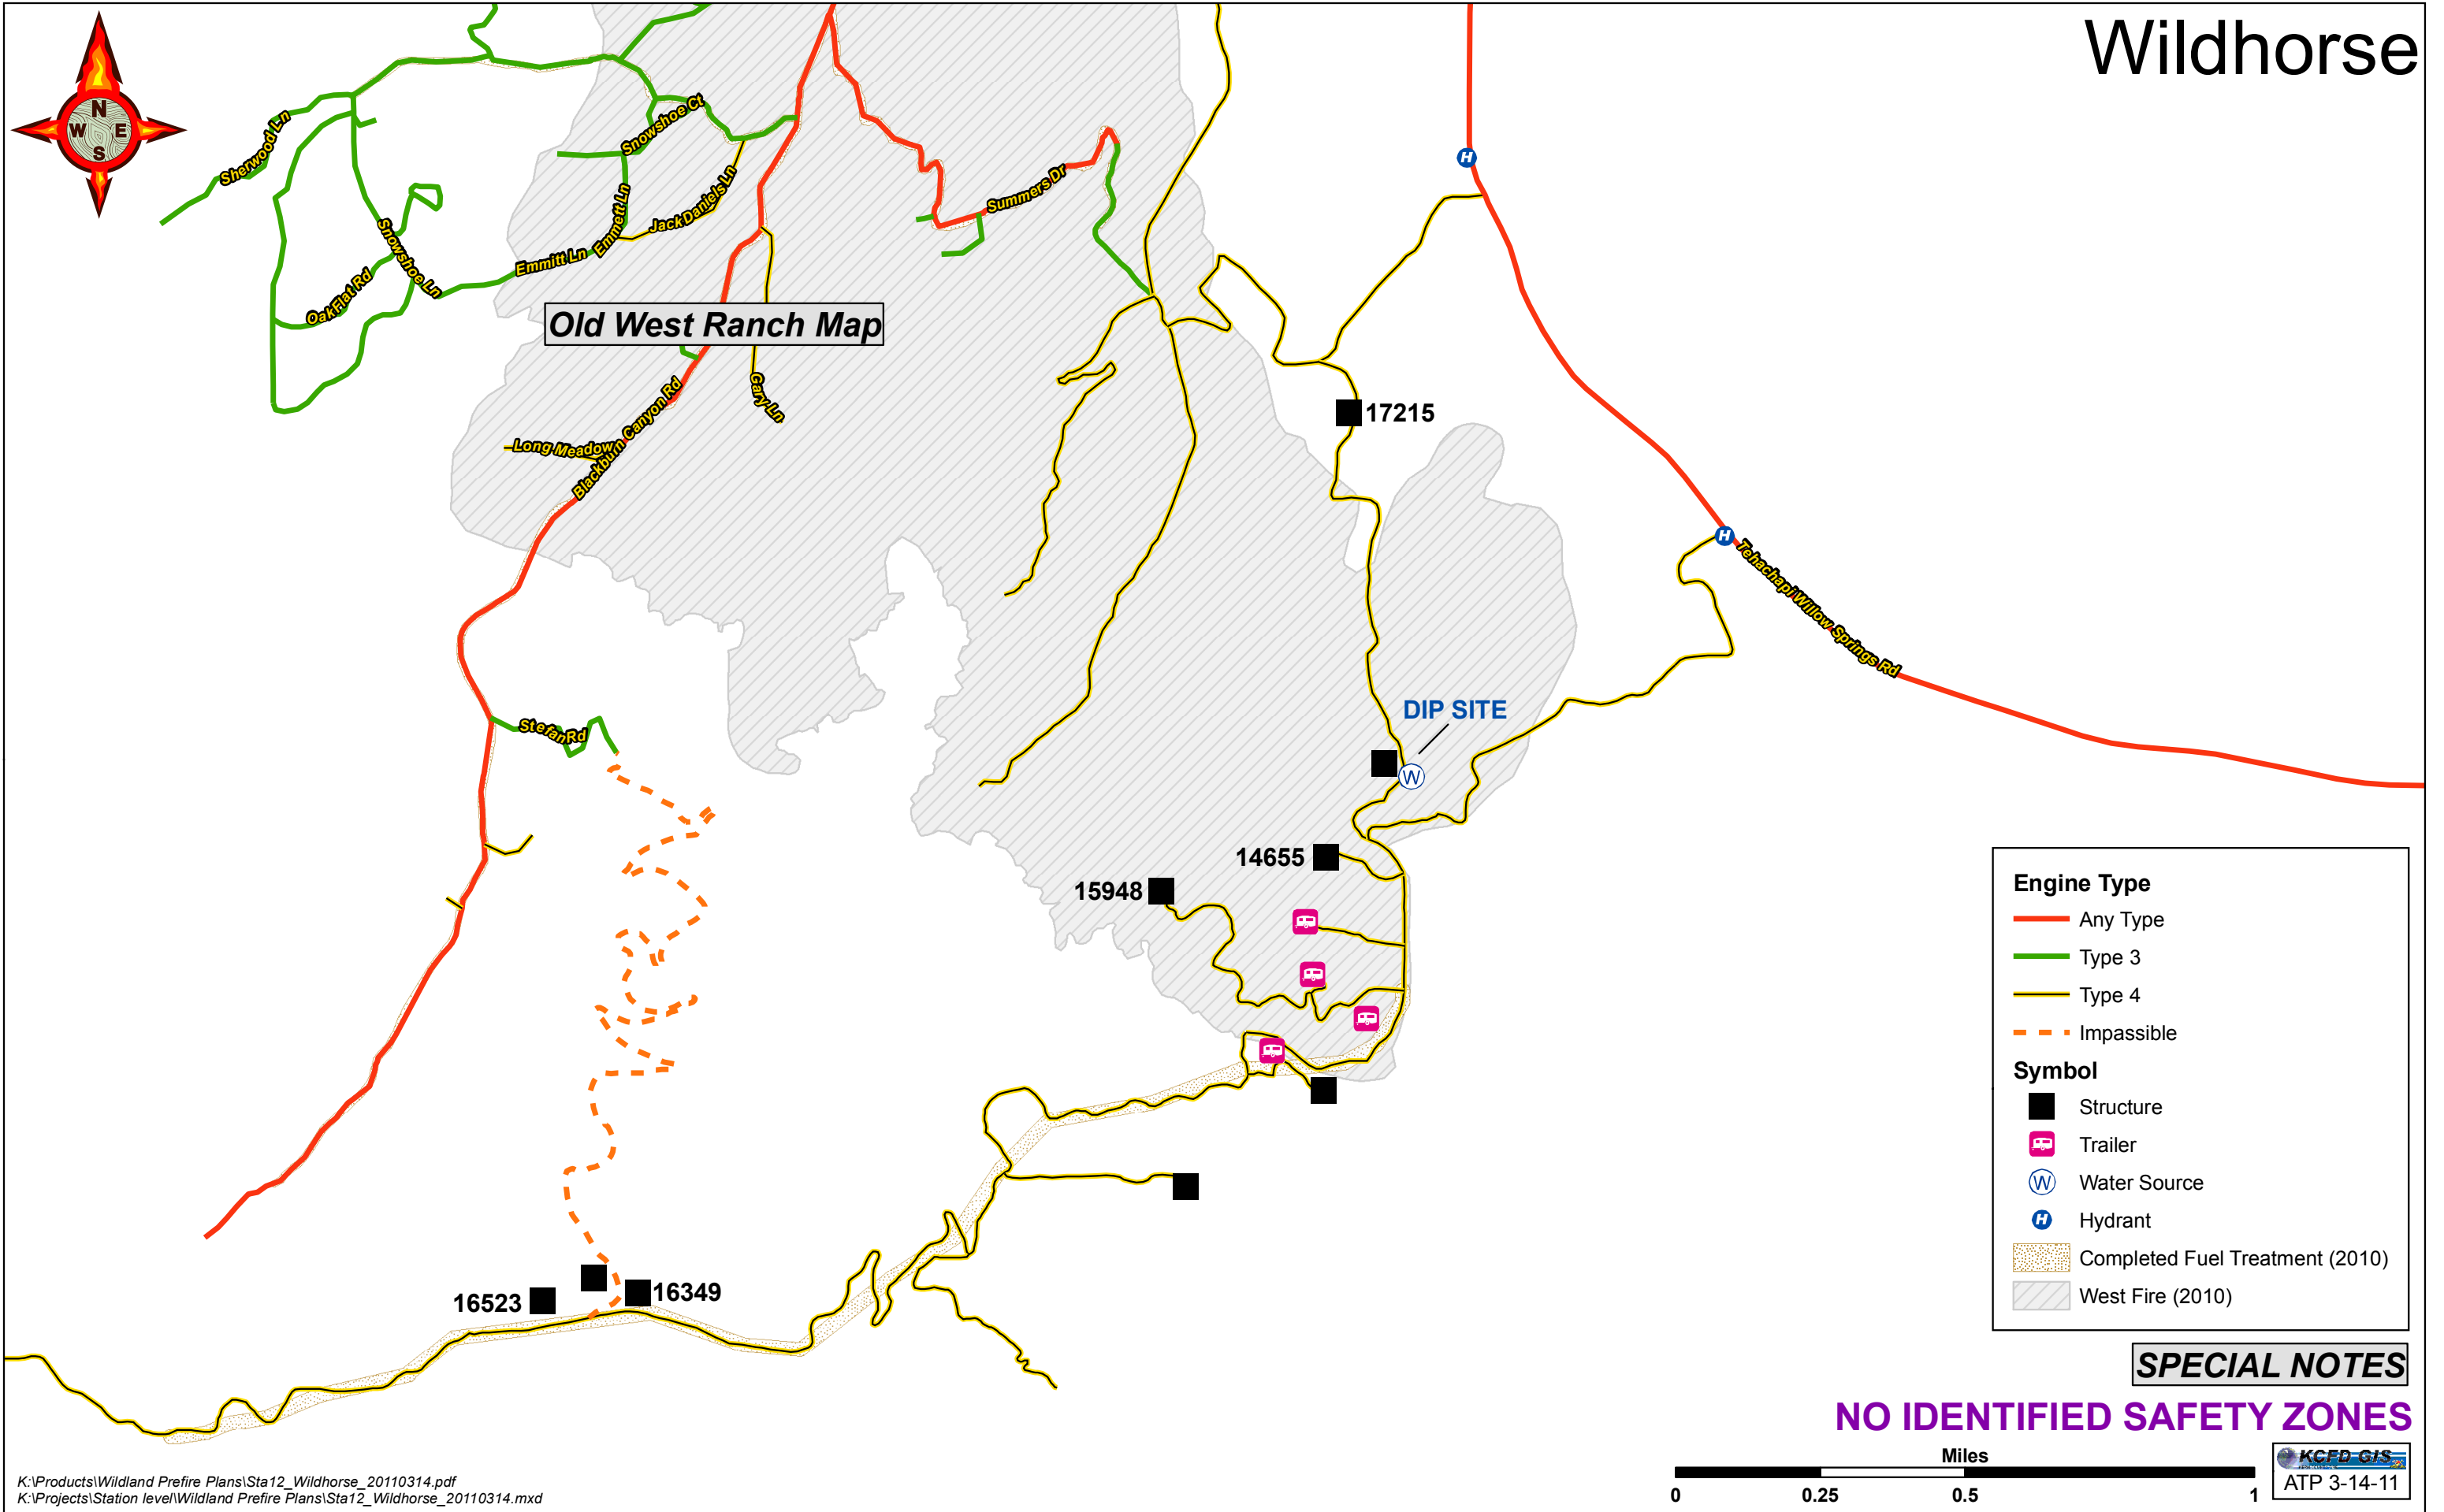 Wildhorse
N
W E
S
Sherwood Ln
Snowshoe Ct
Emmett Ln
Jack Daniels Ln
Summers Dr
Snowshoe Ln
Emmitt Ln
Oak Flat Rd
Old West Ranch Map
Gary Ln
Long Meadow
Blackburn Canyon Rd
H
17215
H
Tehachapi Willow Springs Rd
Stefan Rd
DIP SITE
W
14655
15948
16523
16349
Engine Type
Any Type
Type 3
Type 4
Impassible
Symbol
Structure
Trailer
W Water Source
H Hydrant
Completed Fuel Treatment (2010)
West Fire (2010)
SPECIAL NOTES
NO IDENTIFIED SAFETY ZONES
Miles
0 0.25 0.5 1
KCFD GIS
ATP 3-14-11
K:\Products\Wildland Prefire Plans\Sta12_Wildhorse_20110314.pdf
K:\Projects\Station level\Wildland Prefire Plans\Sta12_Wildhorse_20110314.mxd